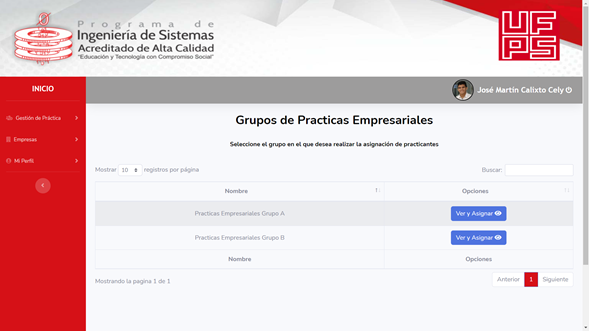 Programa de
Ingeniería de Sistemas
Acreditado de Alta Calidad
"Educación y Tecnología con Compromiso Social"
UF
PS
INICIO
José Martín Calixto Cely
Gestión de Práctica
Empresas
Mi Perfil
Grupos de Practicas Empresariales
Seleccione el grupo en el que desea realizar la asignación de practicantes
Mostrar 10 registros por página
Buscar:
Nombre Opciones
Practicas Empresariales Grupo A Ver y Asignar
Practicas Empresariales Grupo B Ver y Asignar
Nombre Opciones
Mostrando la pagina 1 de 1
Anterior 1 Siguiente